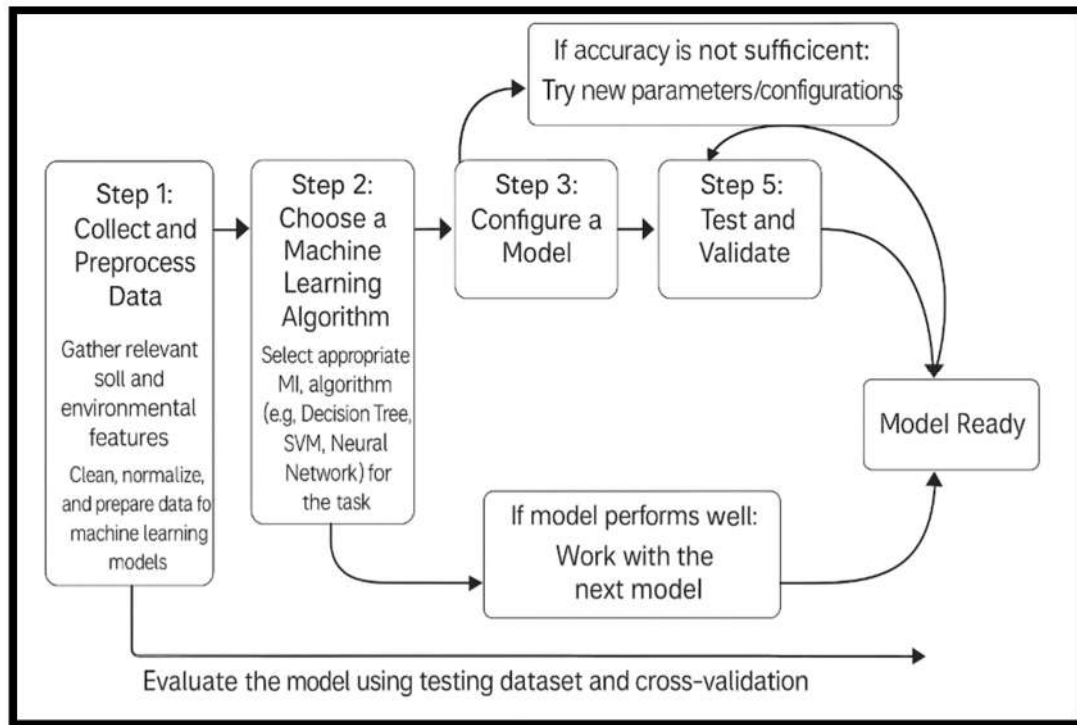 If accuracy is not sufficicent:
Try new parameters/configurations
Step 1:
Collect and
Preprocess
Data
Gather relevant
soll and
environmental
features
Clean, normalize,
and prepare data fo
machine learning
models
Step 2:
Choose a
Machine
Learning
Algorithm
Select appropriate
MI, algorithm
(e.g, Decision Tree,
SVM, Neural
Network) for
the task
Step 3:
Configure a
Model
Step 5:
Test and
Validate
Model Ready
If model performs well:
Work with the
next model
Evaluate the model using testing dataset and cross-validation